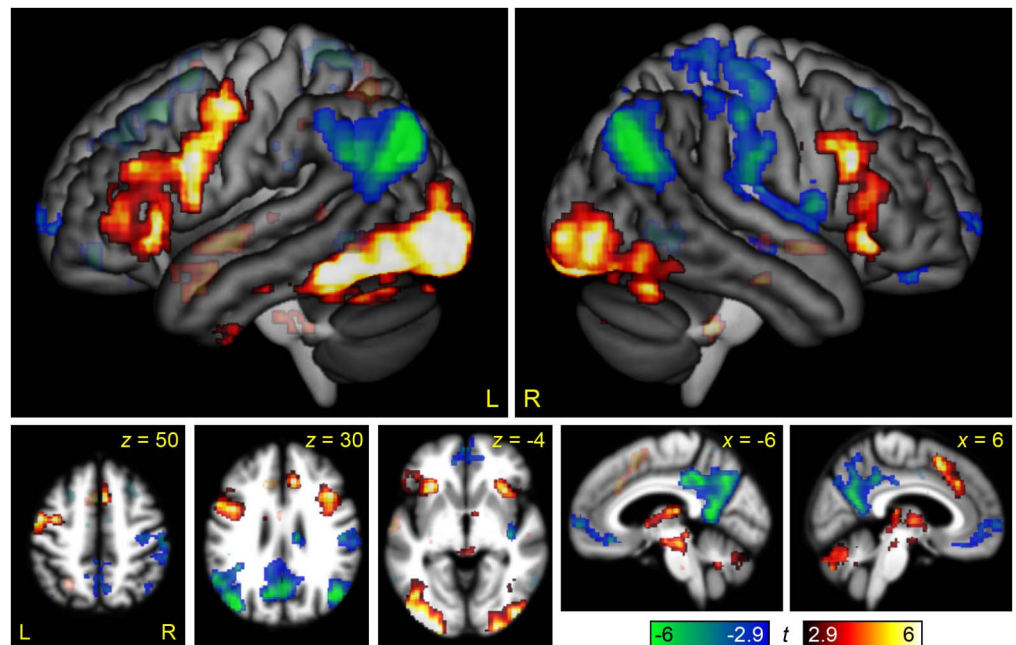 L
R
z = 50
z = 30
z = -4
x = -6
x = 6
L
R
-6
-2.9
t
2.9
6